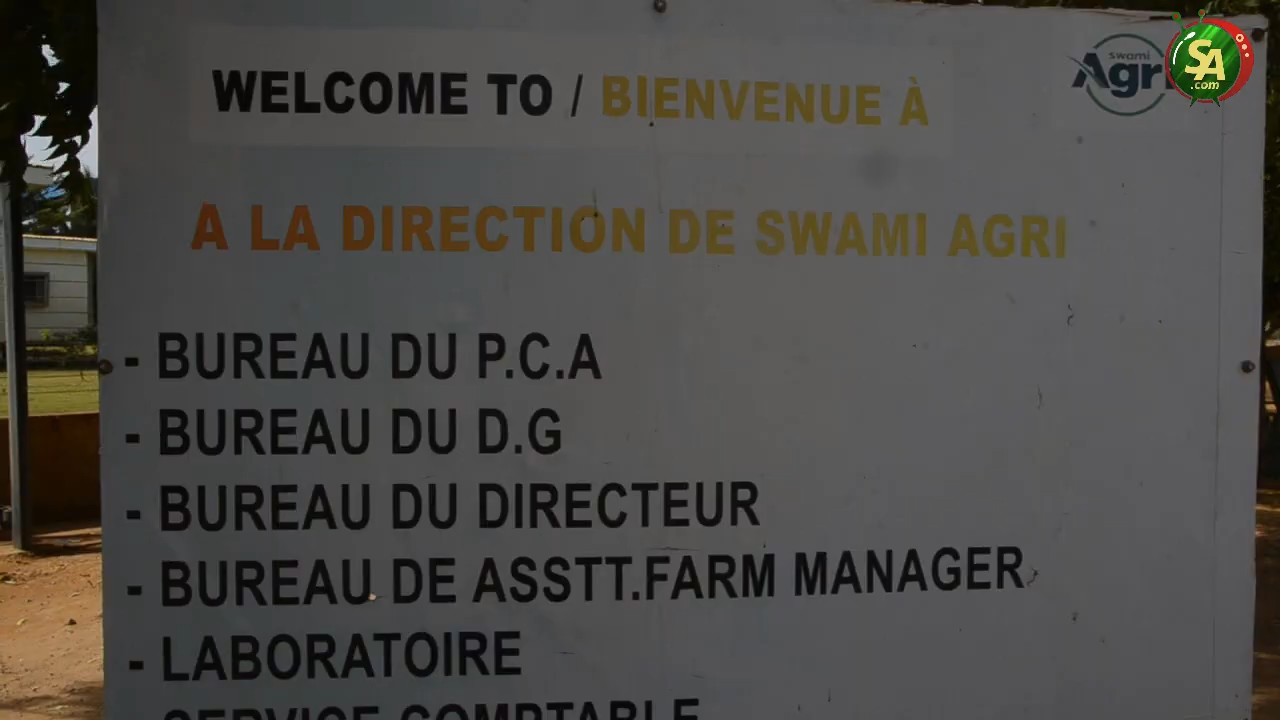 WELCOME TO / BIENVENUE À
swami
Agri
SA
.com
A LA DIRECTION DE SWAMI AGRI
- BUREAU DU P.C.A
- BUREAU DU D.G
- BUREAU DU DIRECTEUR
- BUREAU DE ASSTT.FARM MANAGER
- LABORATOIRE
SERVICE COMPTABLE